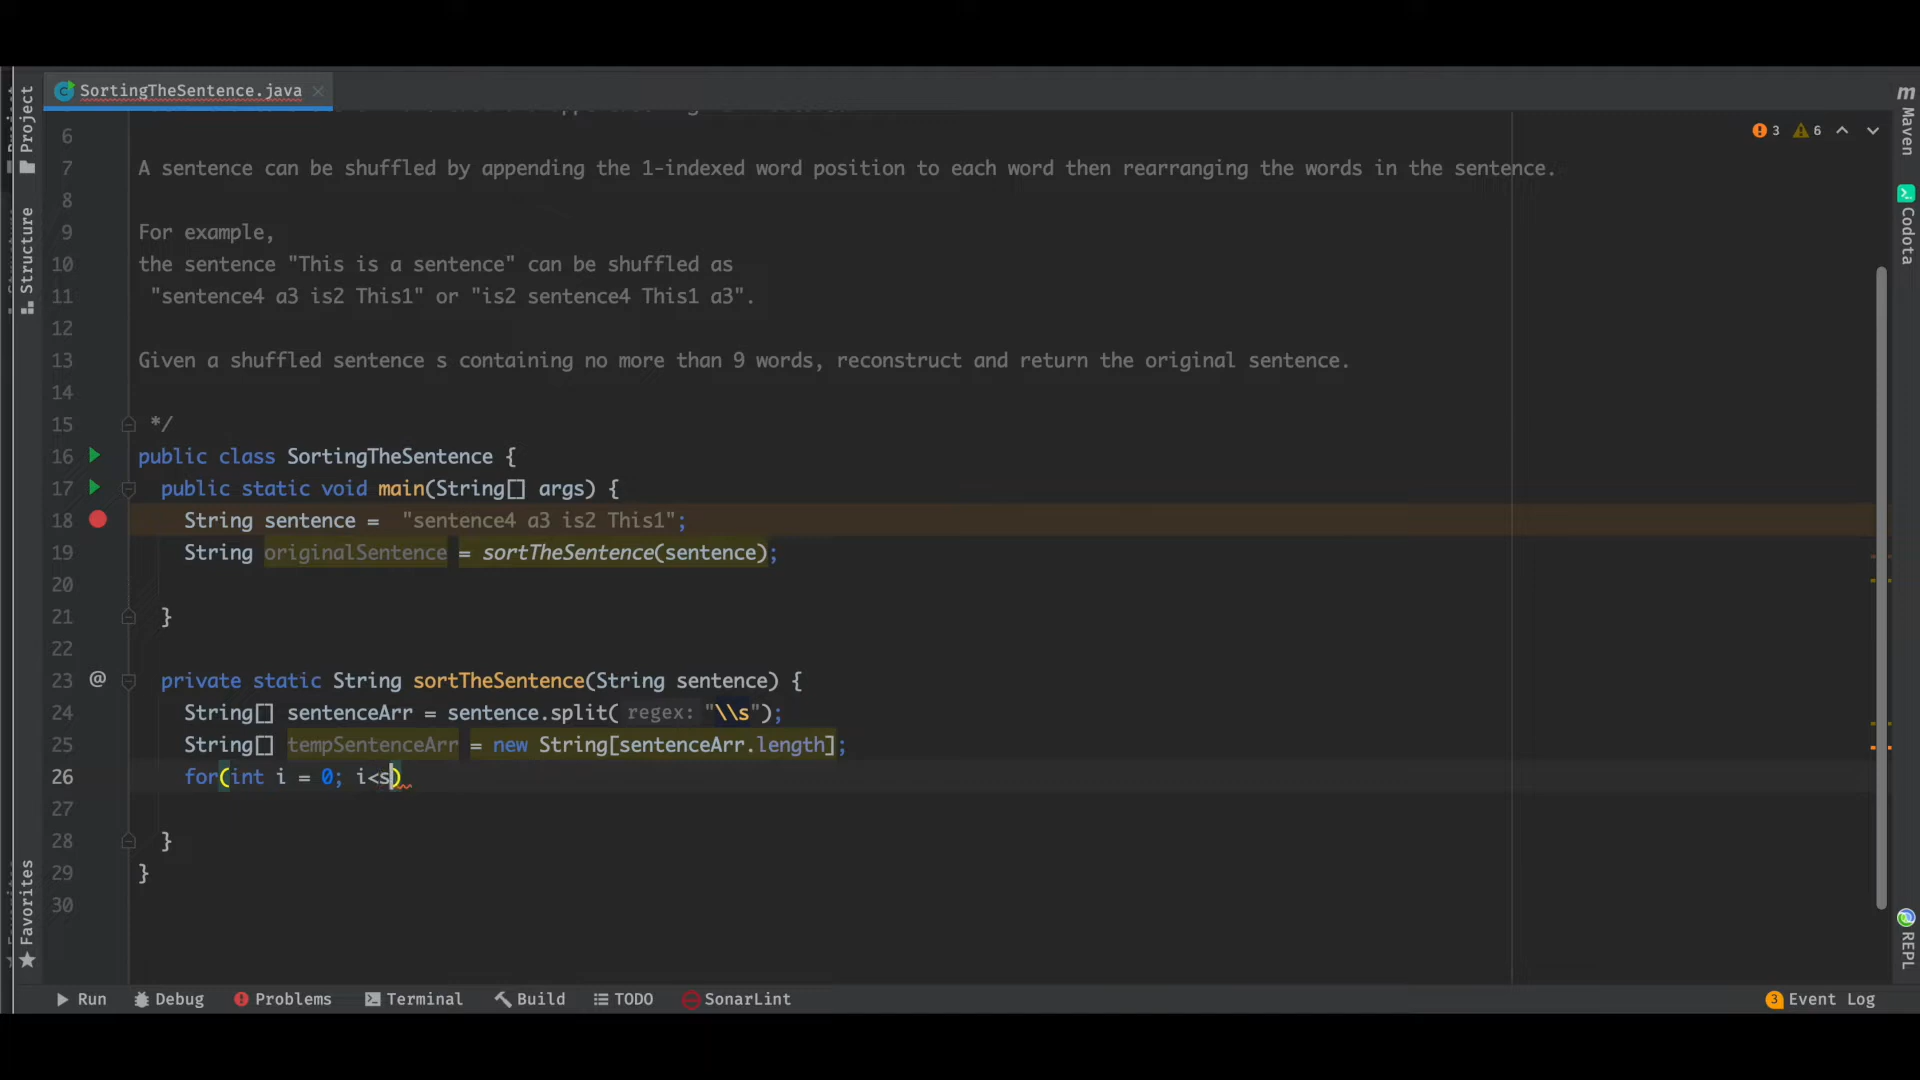 SortingTheSentence.java
Project
Structure
Favorites
m
Maven
Codota
REPL
3 6
6
7 A sentence can be shuffled by appending the 1-indexed word position to each word then rearranging the words in the sentence.
8
9 For example,
10 the sentence "This is a sentence" can be shuffled as
11 "sentence4 a3 is2 This1" or "is2 sentence4 This1 a3".
12
13 Given a shuffled sentence s containing no more than 9 words, reconstruct and return the original sentence.
14
15 */
16 public class SortingTheSentence {
17 public static void main(String[] args) {
18 String sentence = "sentence4 a3 is2 This1";
19 String originalSentence = sortTheSentence(sentence);
20
21 }
22
23 @ private static String sortTheSentence(String sentence) {
24 String[] sentenceArr = sentence.split( regex: "\\s");
25 String[] tempSentenceArr = new String[sentenceArr.length];
26 for(int i = 0; i<s)
27
28 }
29 }
30
Run Debug Problems Terminal Build TODO SonarLint 3 Event Log